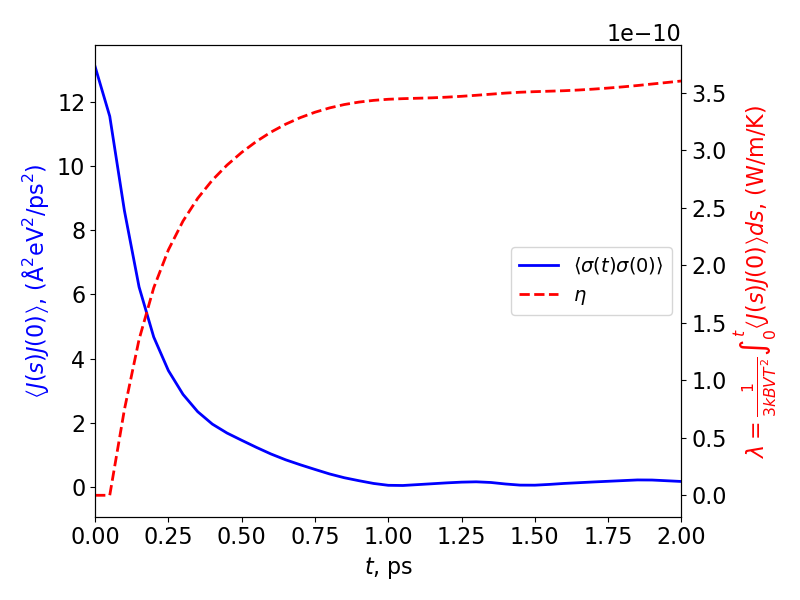 1e−10
12
10
8
6
4
2
0
⟨J(s)J(0)⟩, (Å²eV²/ps²)
3.5
3.0
2.5
2.0
1.5
1.0
0.5
0.0
λ = 1/(3kBVT²) ∫₀ᵗ⟨J(s)J(0)⟩ds, (W/m/K)
⟨σ(t)σ(0)⟩
η
0.00 0.25 0.50 0.75 1.00 1.25 1.50 1.75 2.00
t, ps